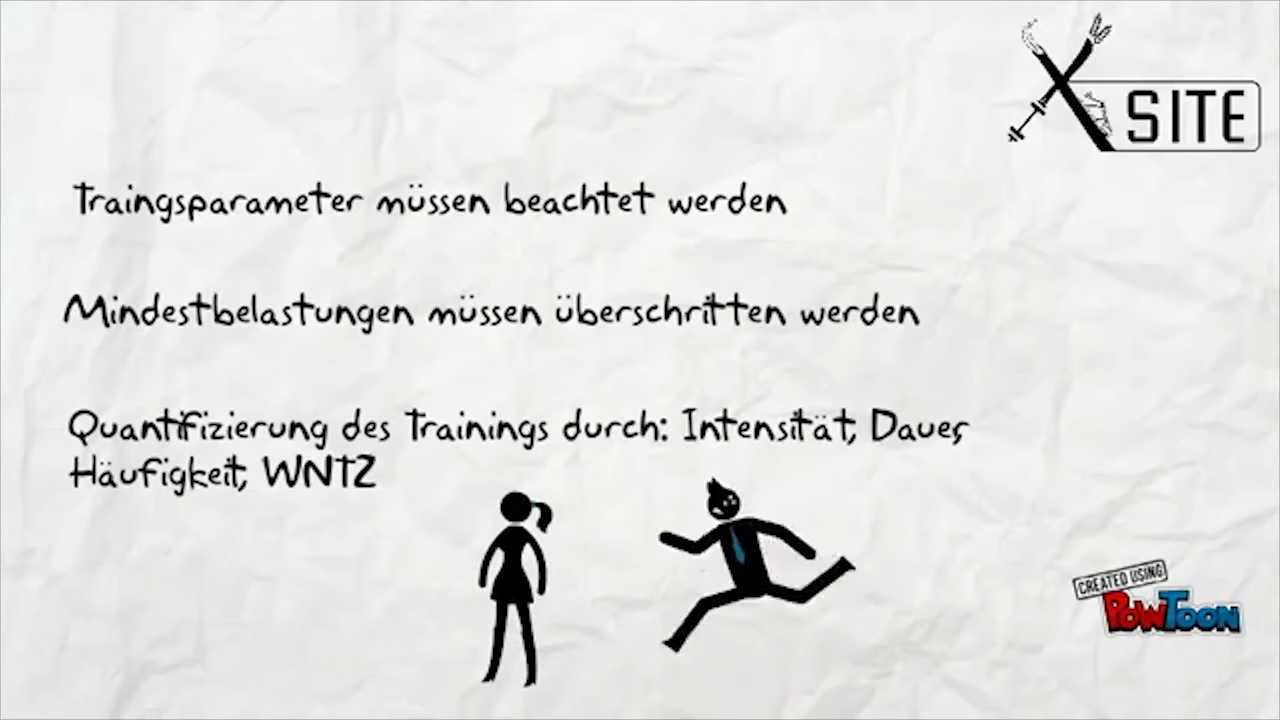 SITE
Traingsparameter müssen beachtet werden
Mindestbelastungen müssen überschritten werden
Quantifizierung des Trainings durch: Intensität, Dauer,
Häufigkeit, WNTZ
CREATED USING
POWTOON